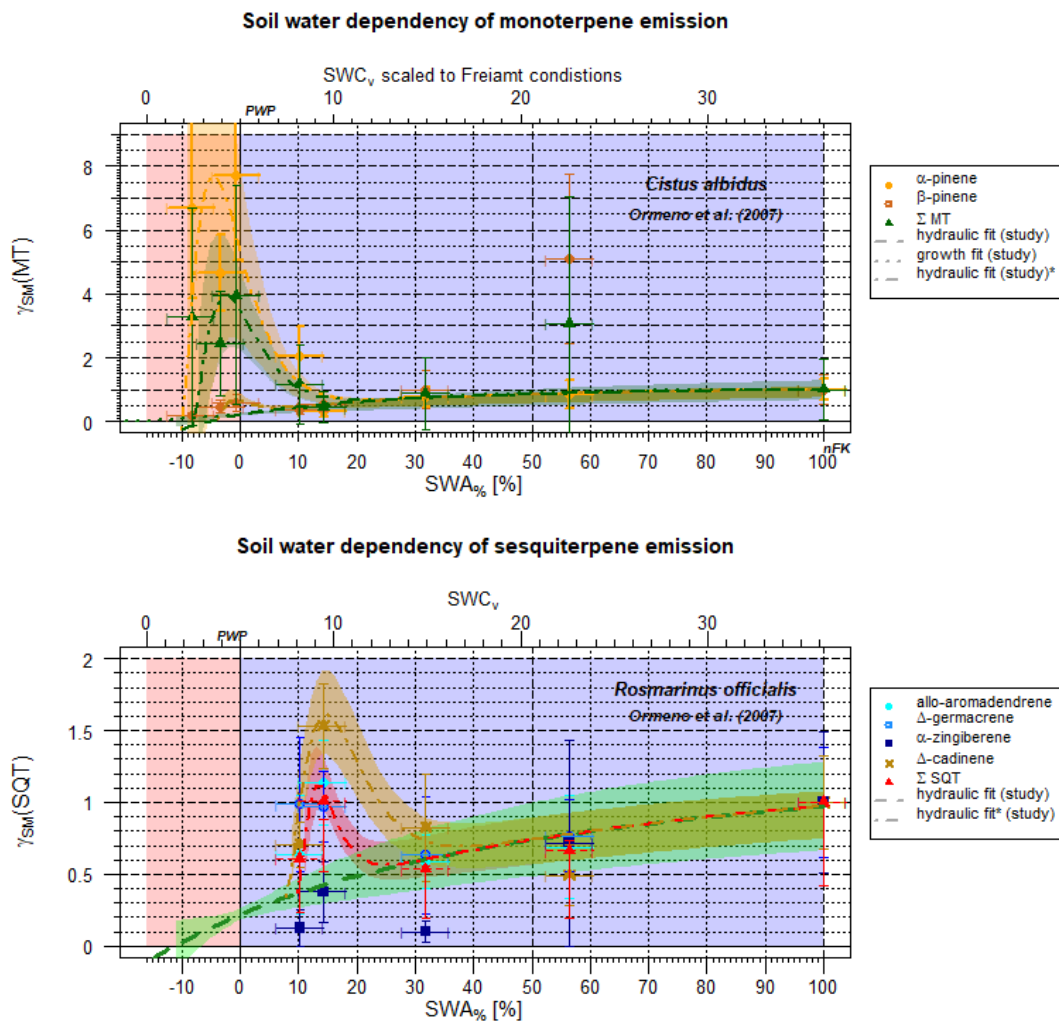 Soil water dependency of monoterpene emission
SWCv scaled to Freiamt condistions
0 10 20 30
PWP
γSM(MT)
8
6
4
2
0
Cistus albidus
Ormeno et al. (2007)
nFK
-10 0 10 20 30 40 50 60 70 80 90 100
SWA% [%]
α-pinene
β-pinene
Σ MT
hydraulic fit (study)
growth fit (study)
hydraulic fit (study)*
Soil water dependency of sesquiterpene emission
SWCv
0 10 20 30
PWP
γSM(SQT)
2
1.5
1
0.5
0
Rosmarinus officialis
Ormeno et al. (2007)
-10 0 10 20 30 40 50 60 70 80 90 100
SWA% [%]
allo-aromadendrene
Δ-germacrene
α-zingiberene
Δ-cadinene
Σ SQT
hydraulic fit (study)
hydraulic fit* (study)